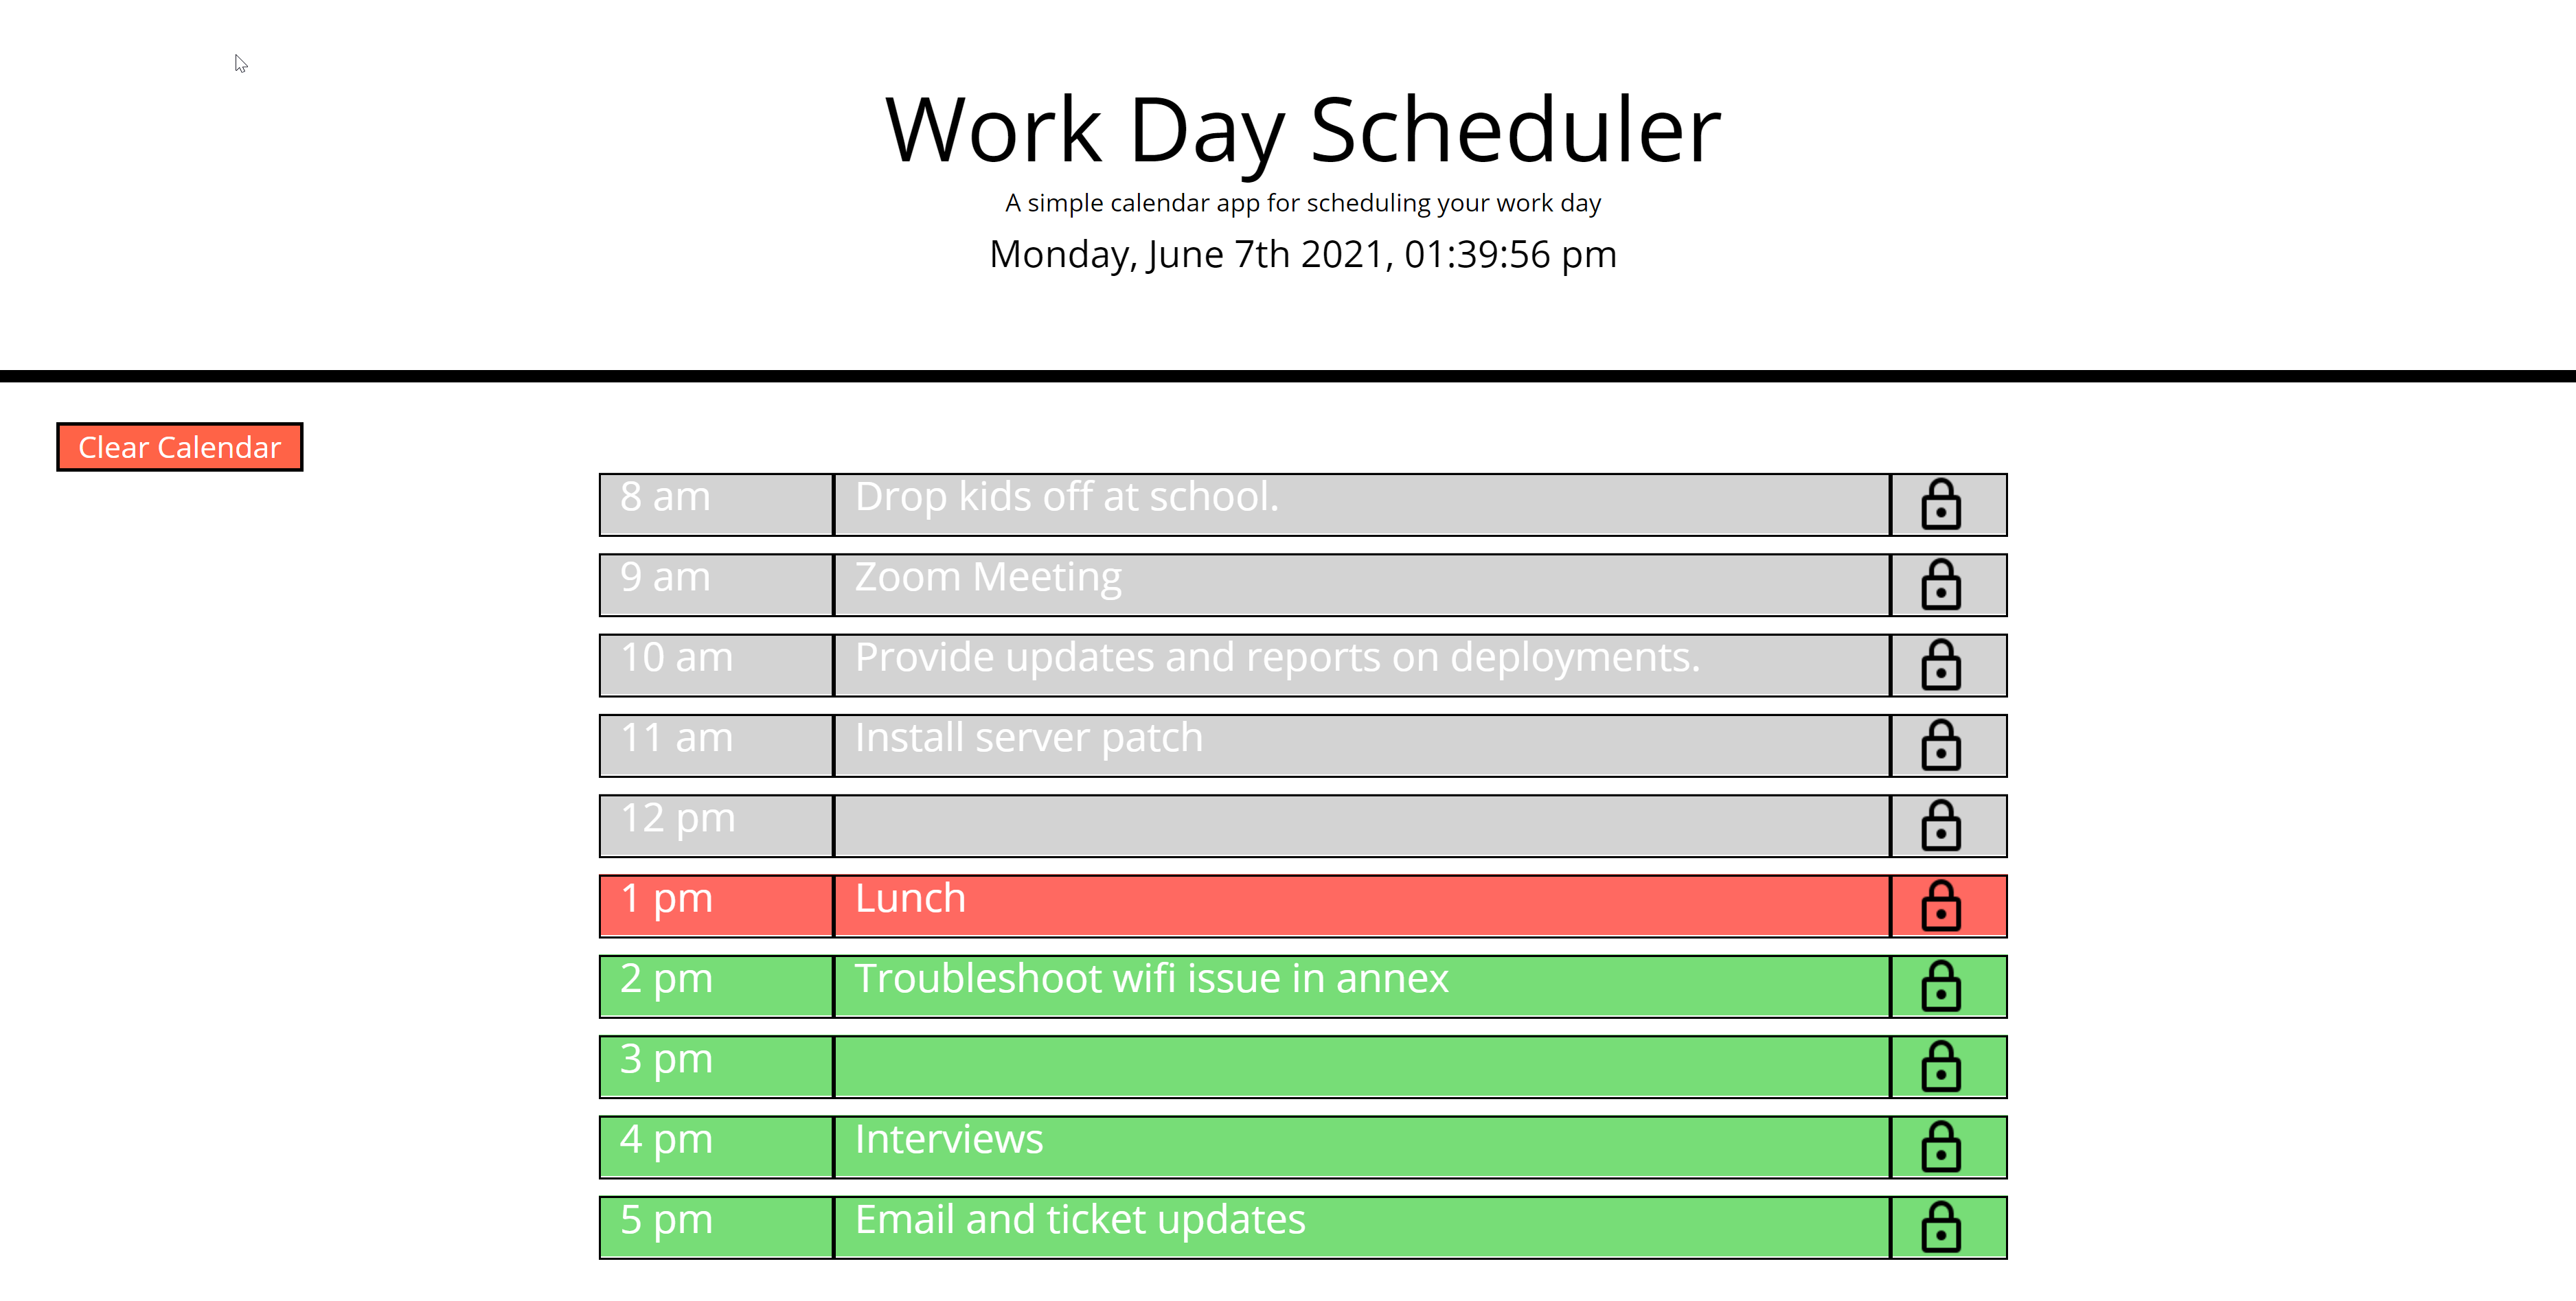 Work Day Scheduler
A simple calendar app for scheduling your work day
Monday, June 7th 2021, 01:39:56 pm
Clear Calendar
8 am Drop kids off at school.
9 am Zoom Meeting
10 am Provide updates and reports on deployments.
11 am Install server patch
12 pm
1 pm Lunch
2 pm Troubleshoot wifi issue in annex
3 pm
4 pm Interviews
5 pm Email and ticket updates